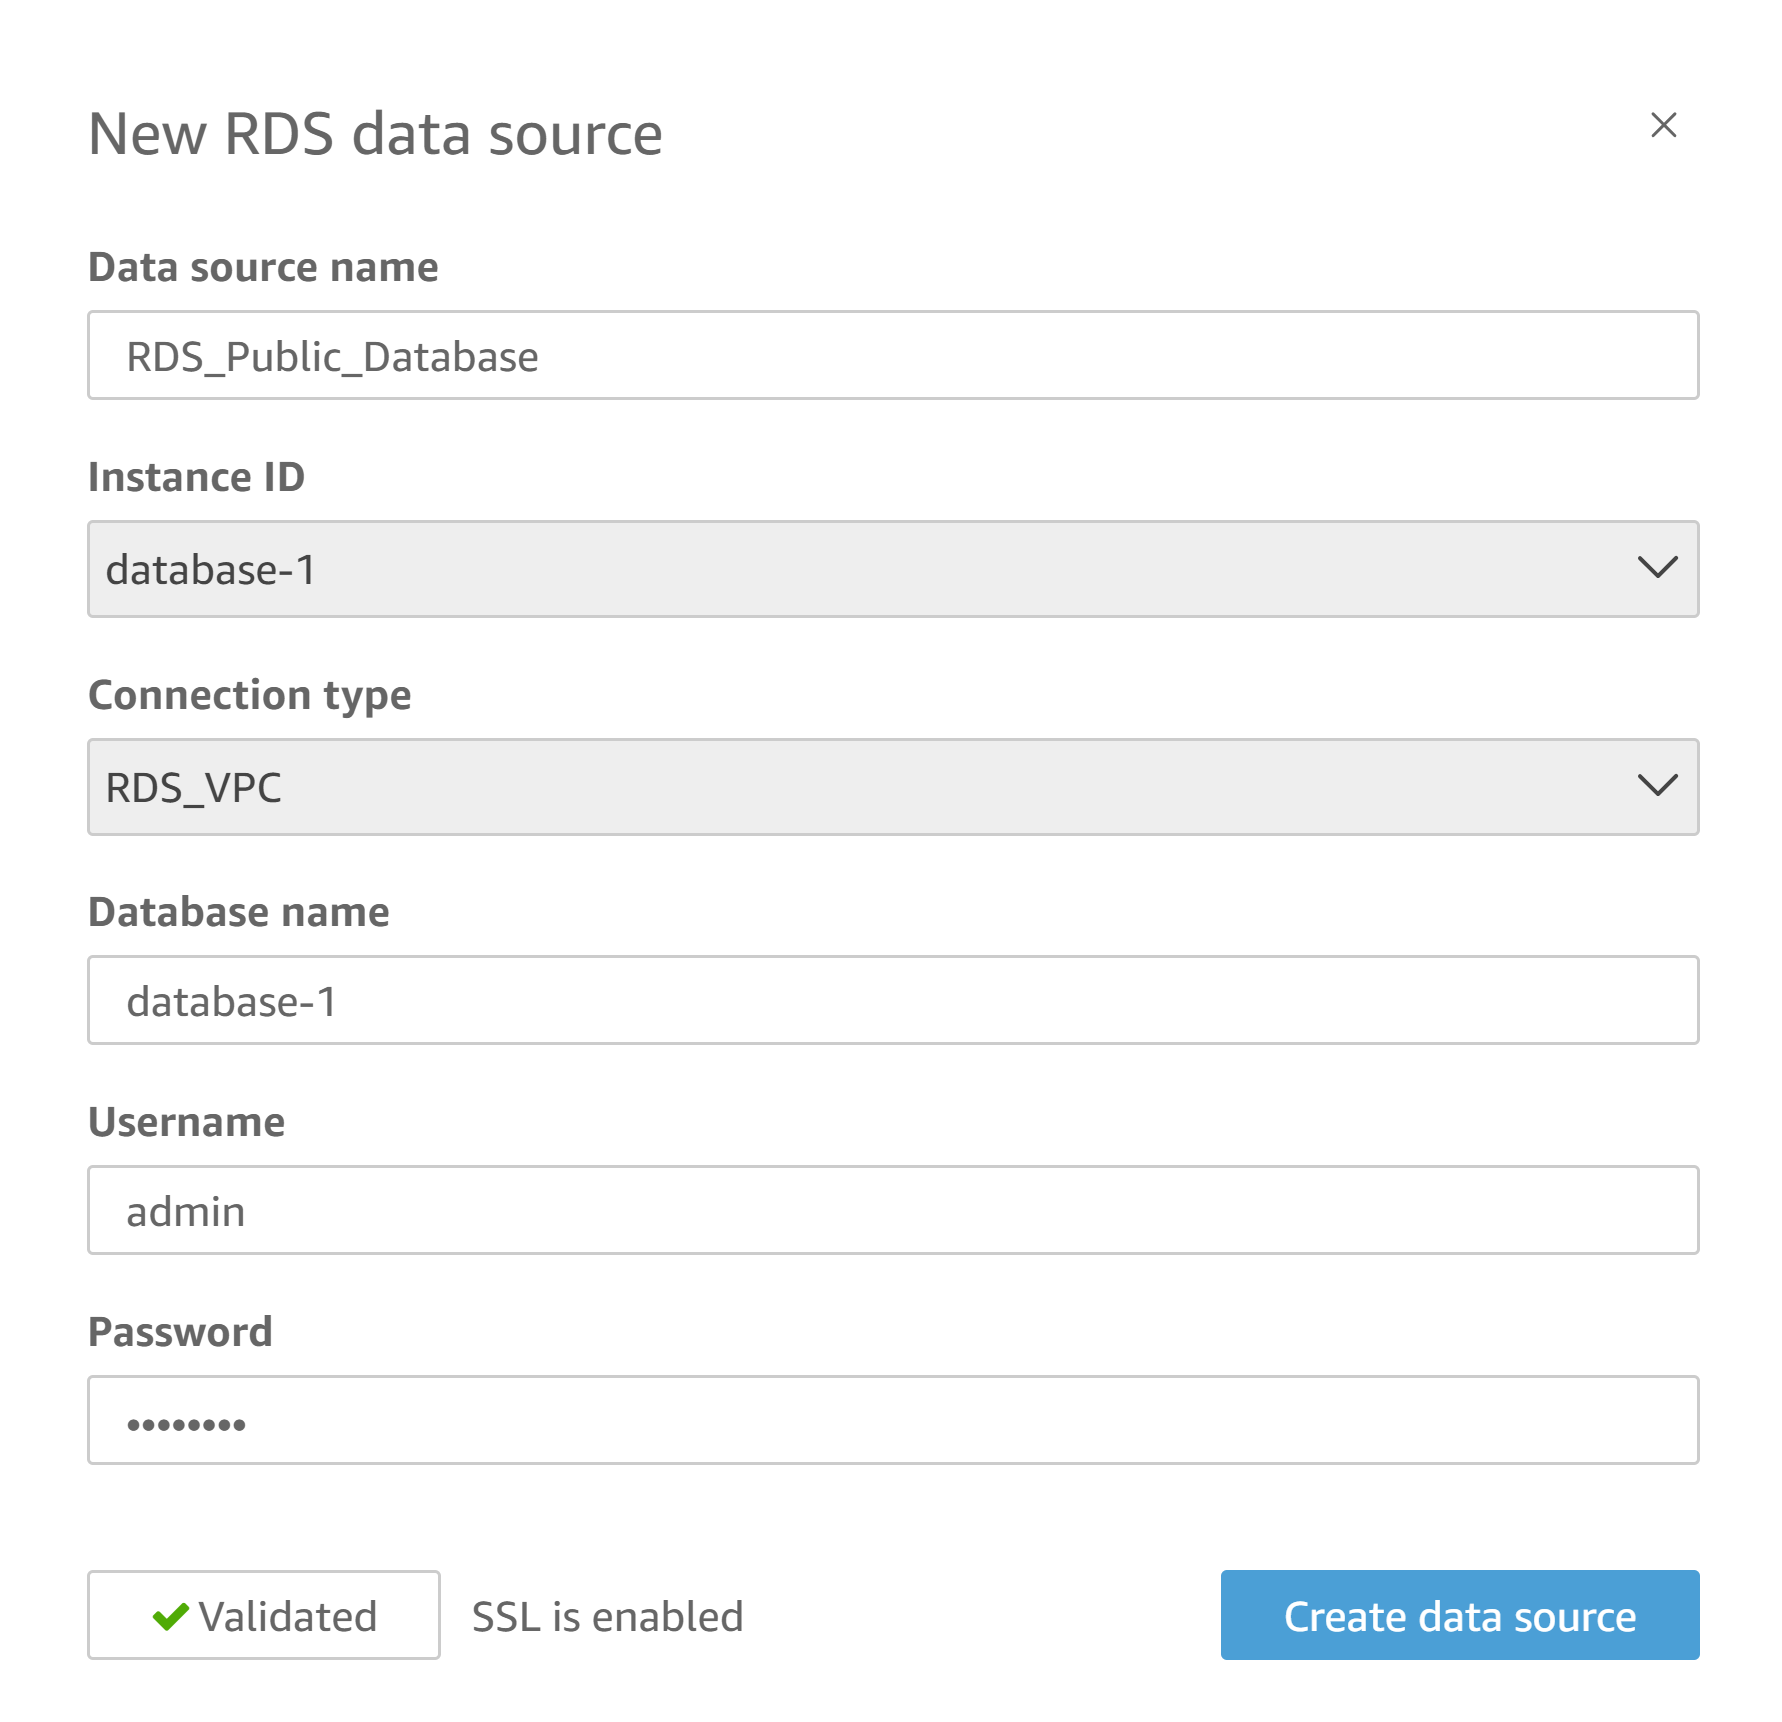 New RDS data source
Data source name
RDS_Public_Database
Instance ID
database-1
Connection type
RDS_VPC
Database name
database-1
Username
admin
Password
••••••••
Validated SSL is enabled Create data source